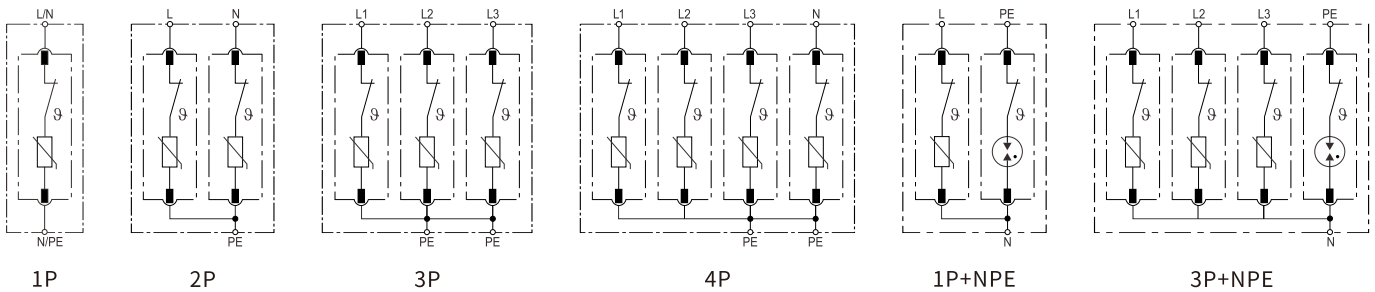 L/N L N L1 L2 L3 L1 L2 L3 N L PE L1 L2 L3 PE
ϑ ϑ ϑ ϑ ϑ ϑ ϑ ϑ ϑ ϑ ϑ ϑ ϑ ϑ ϑ ϑ
N/PE PE PE PE PE PE N N
1P 2P 3P 4P 1P+NPE 3P+NPE